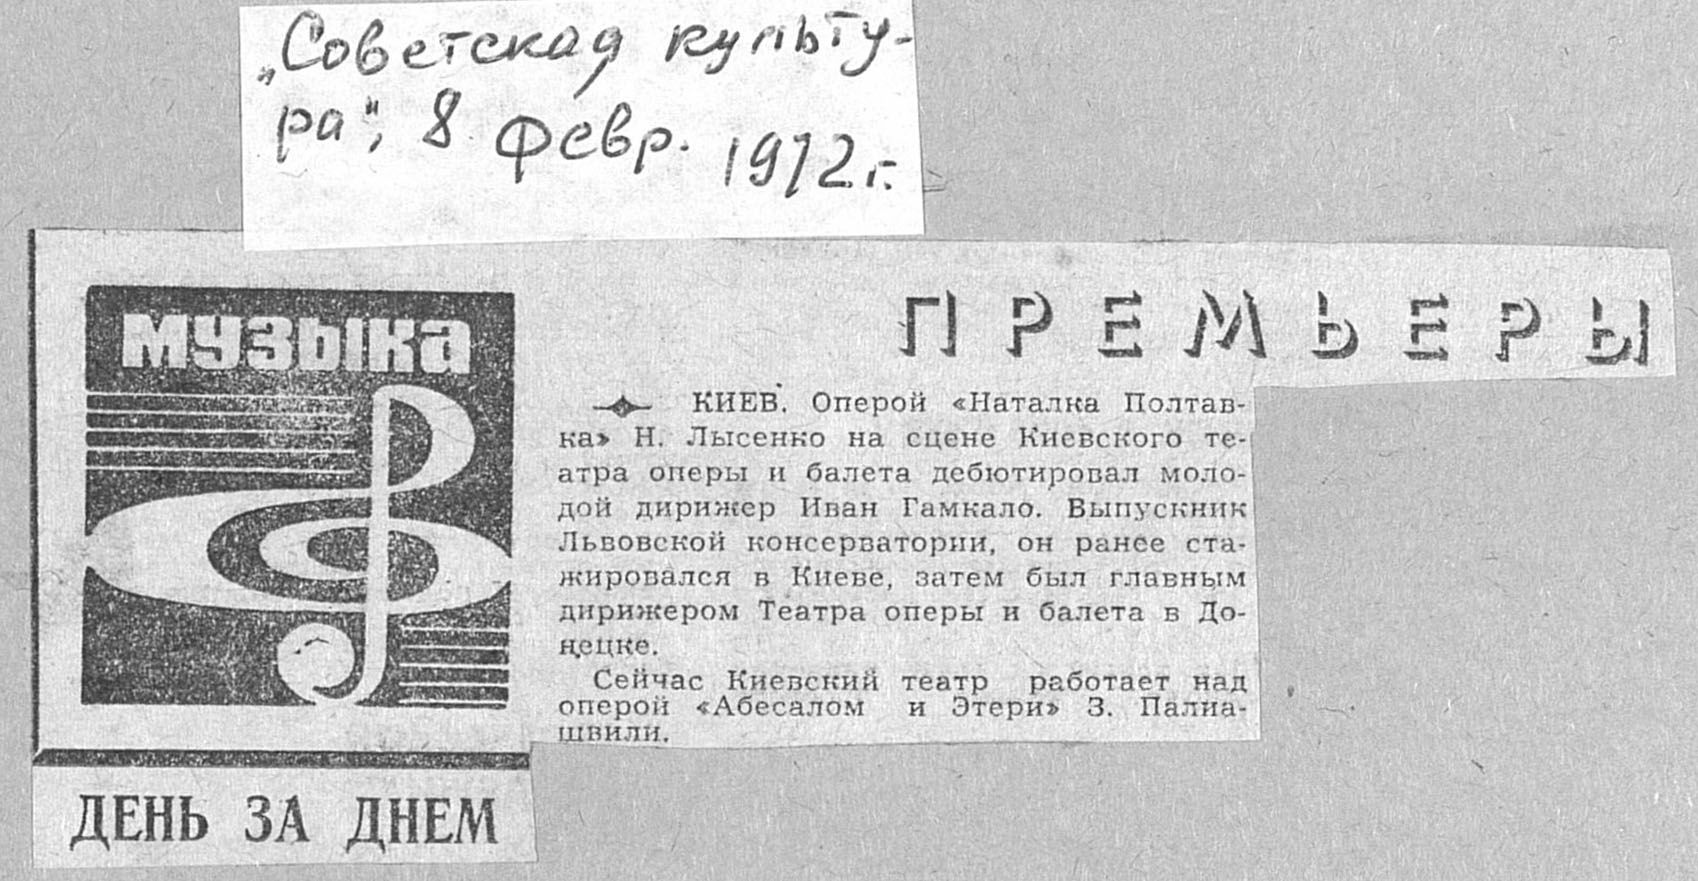 „Советская культу-
ра", 8 февр. 1972 г.
музыка
ПРЕМЬЕРЫ
КИЕВ. Оперой «Наталка Полтав-
ка» Н. Лысенко на сцене Киевского те-
атра оперы и балета дебютировал моло-
дой дирижер Иван Гамкало. Выпускник
Львовской консерватории, он ранее ста-
жировался в Киеве, затем был главным
дирижером Театра оперы и балета в До-
нецке.
Сейчас Киевский театр работает над
оперой «Абесалом и Этери» З. Палиа-
швили.
ДЕНЬ ЗА ДНЕМ